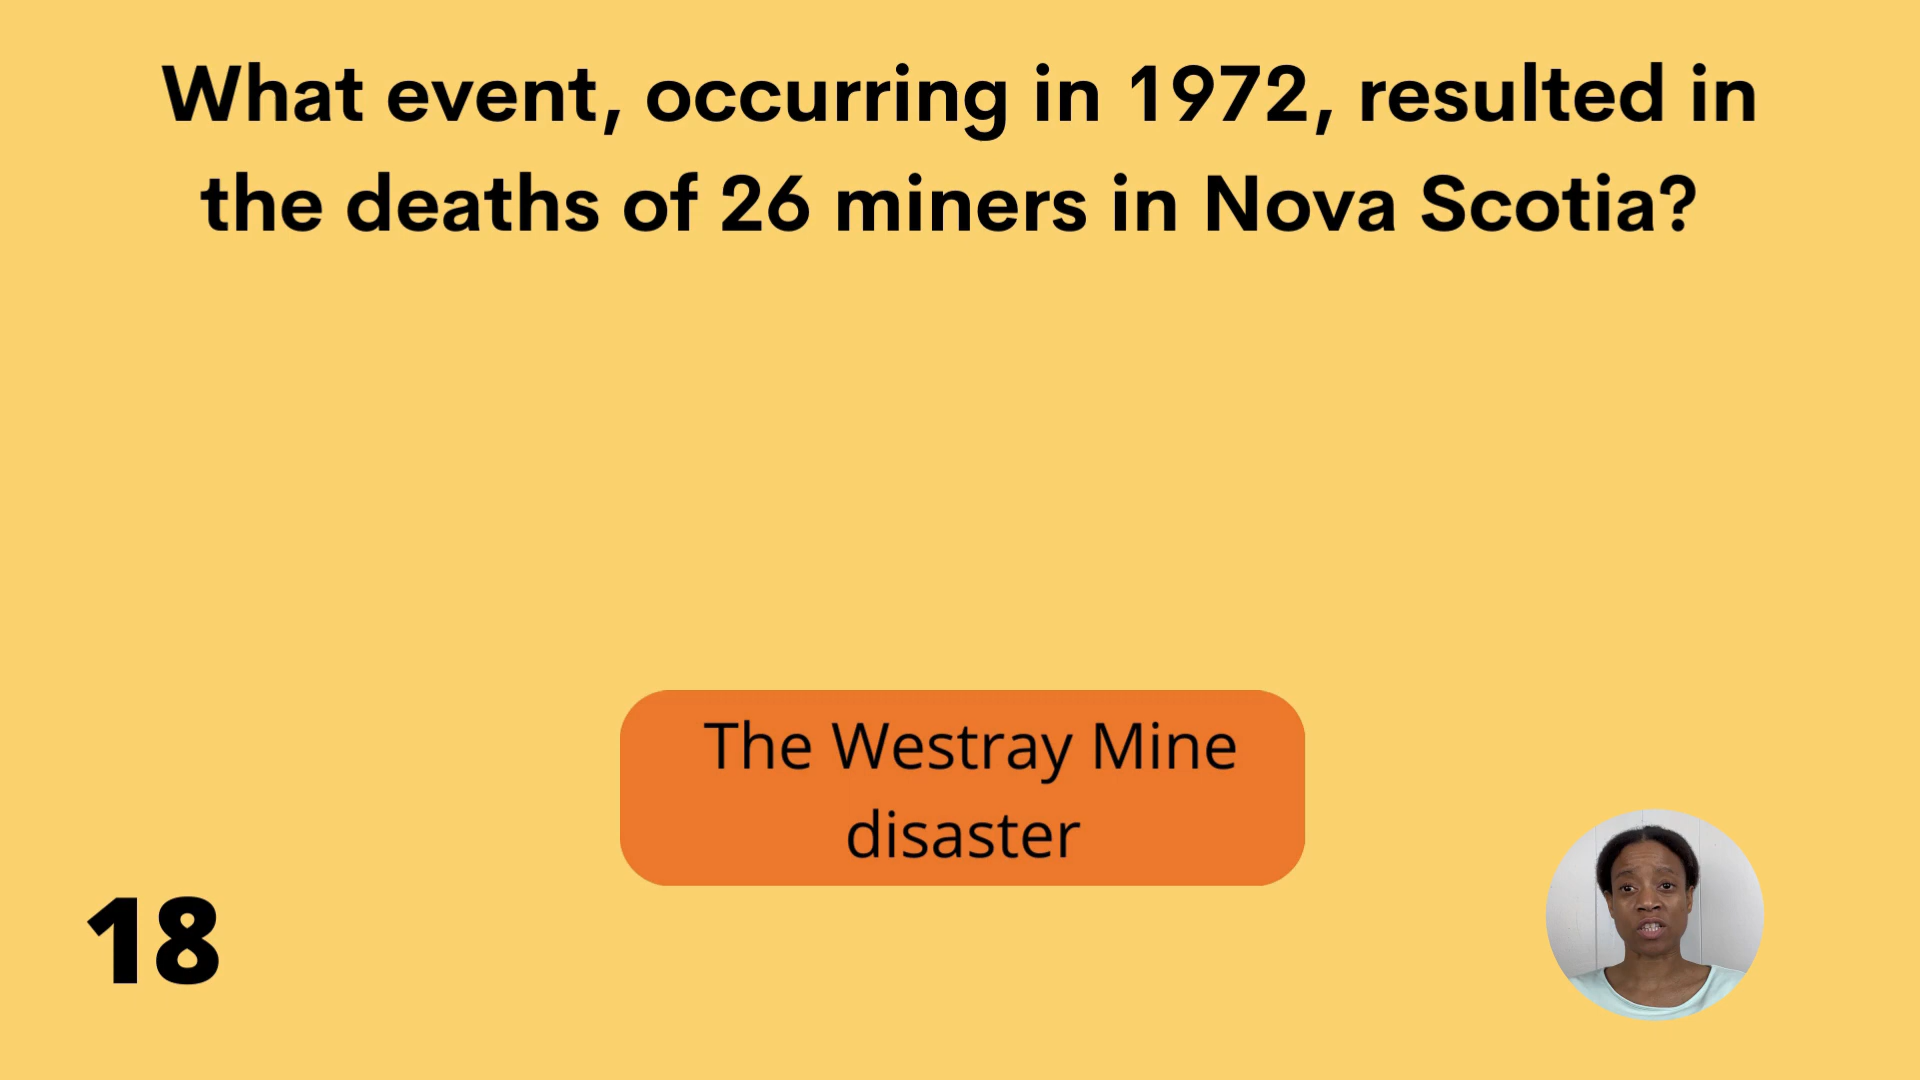 What event, occurring in 1972, resulted in
the deaths of 26 miners in Nova Scotia?
The Westray Mine
disaster
18